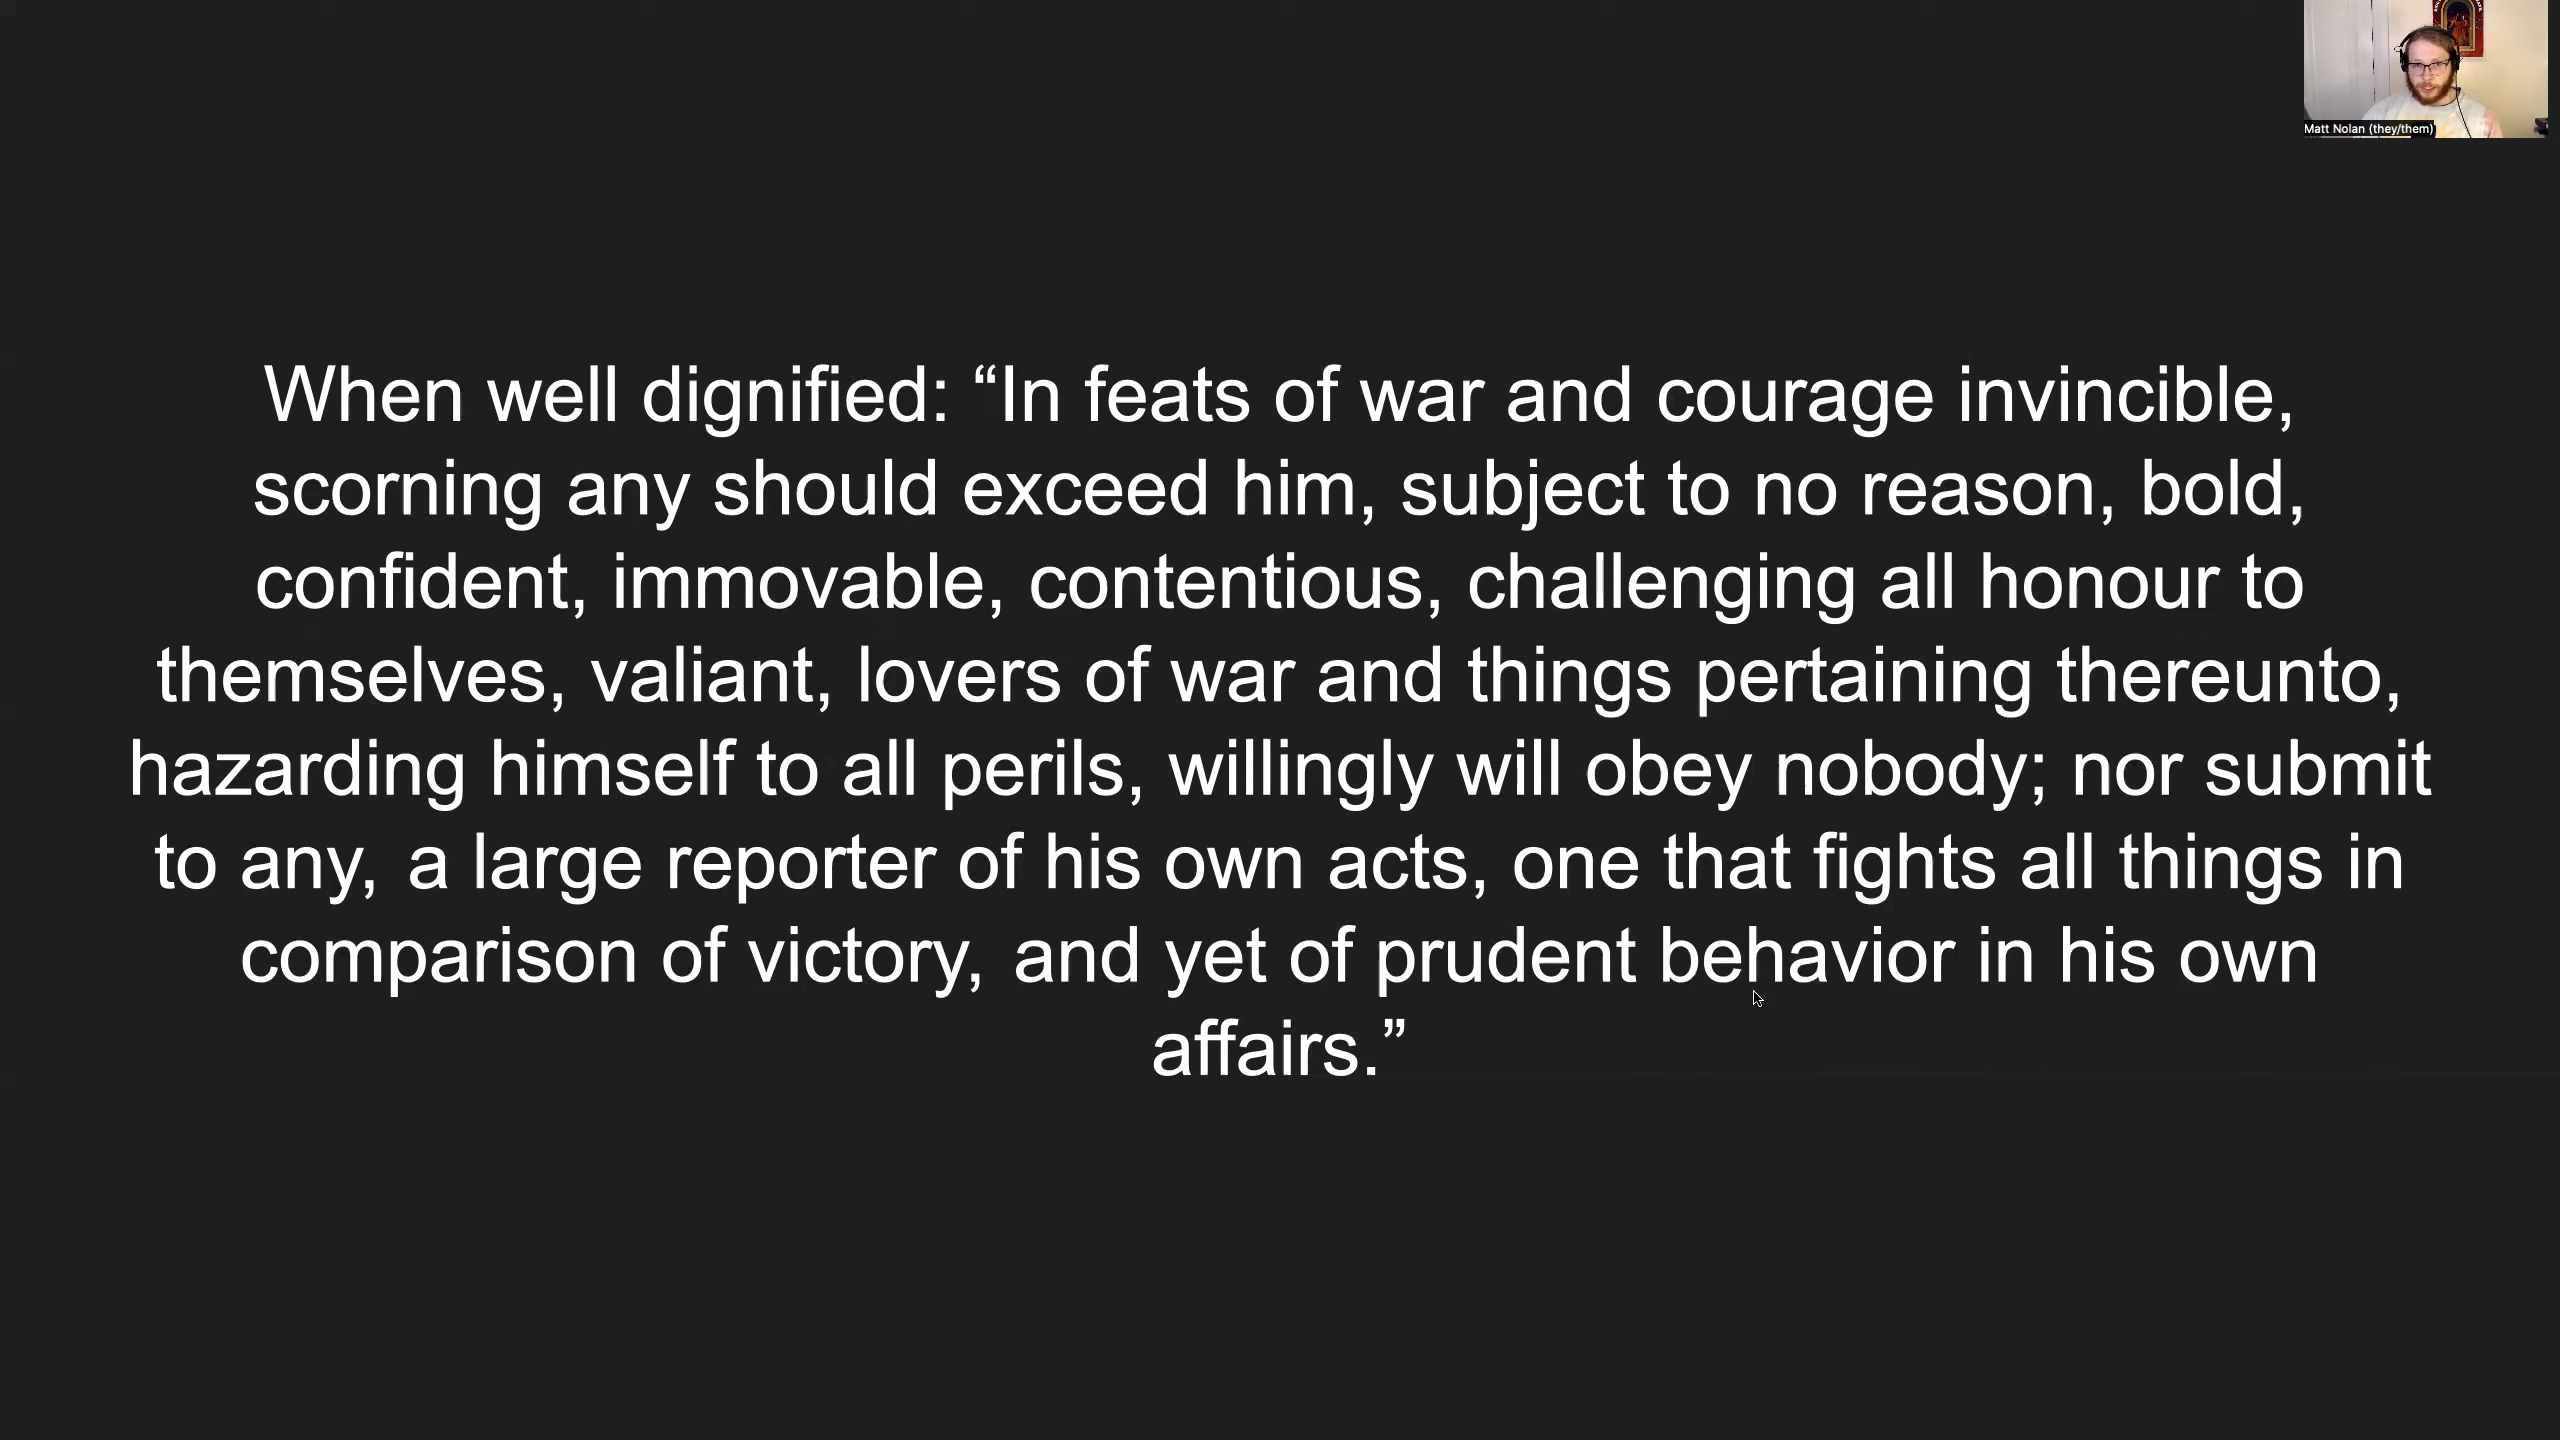 Matt Nolan (they/them)
When well dignified: “In feats of war and courage invincible,
scorning any should exceed him, subject to no reason, bold,
confident, immovable, contentious, challenging all honour to
themselves, valiant, lovers of war and things pertaining thereunto,
hazarding himself to all perils, willingly will obey nobody; nor submit
to any, a large reporter of his own acts, one that fights all things in
comparison of victory, and yet of prudent behavior in his own
affairs.”